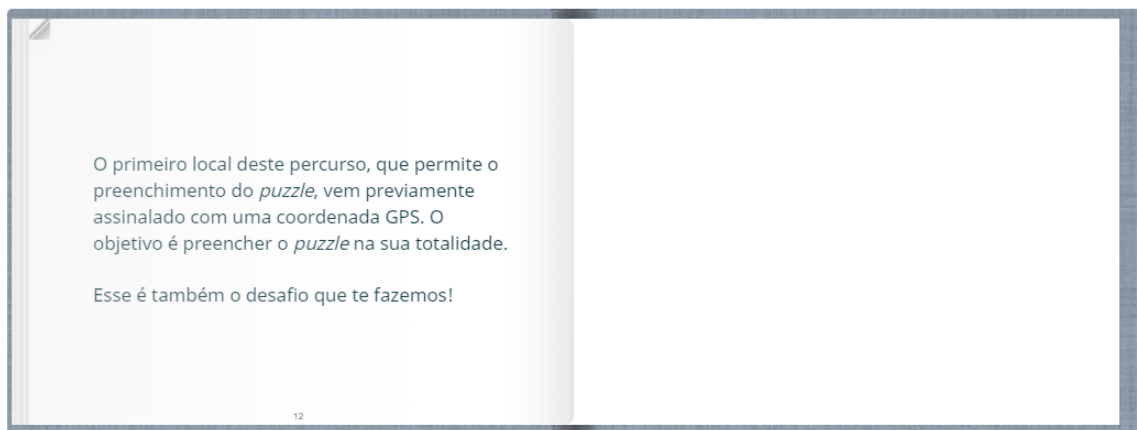 O primeiro local deste percurso, que permite o
preenchimento do puzzle, vem previamente
assinalado com uma coordenada GPS. O
objetivo é preencher o puzzle na sua totalidade.
Esse é também o desafio que te fazemos!
12